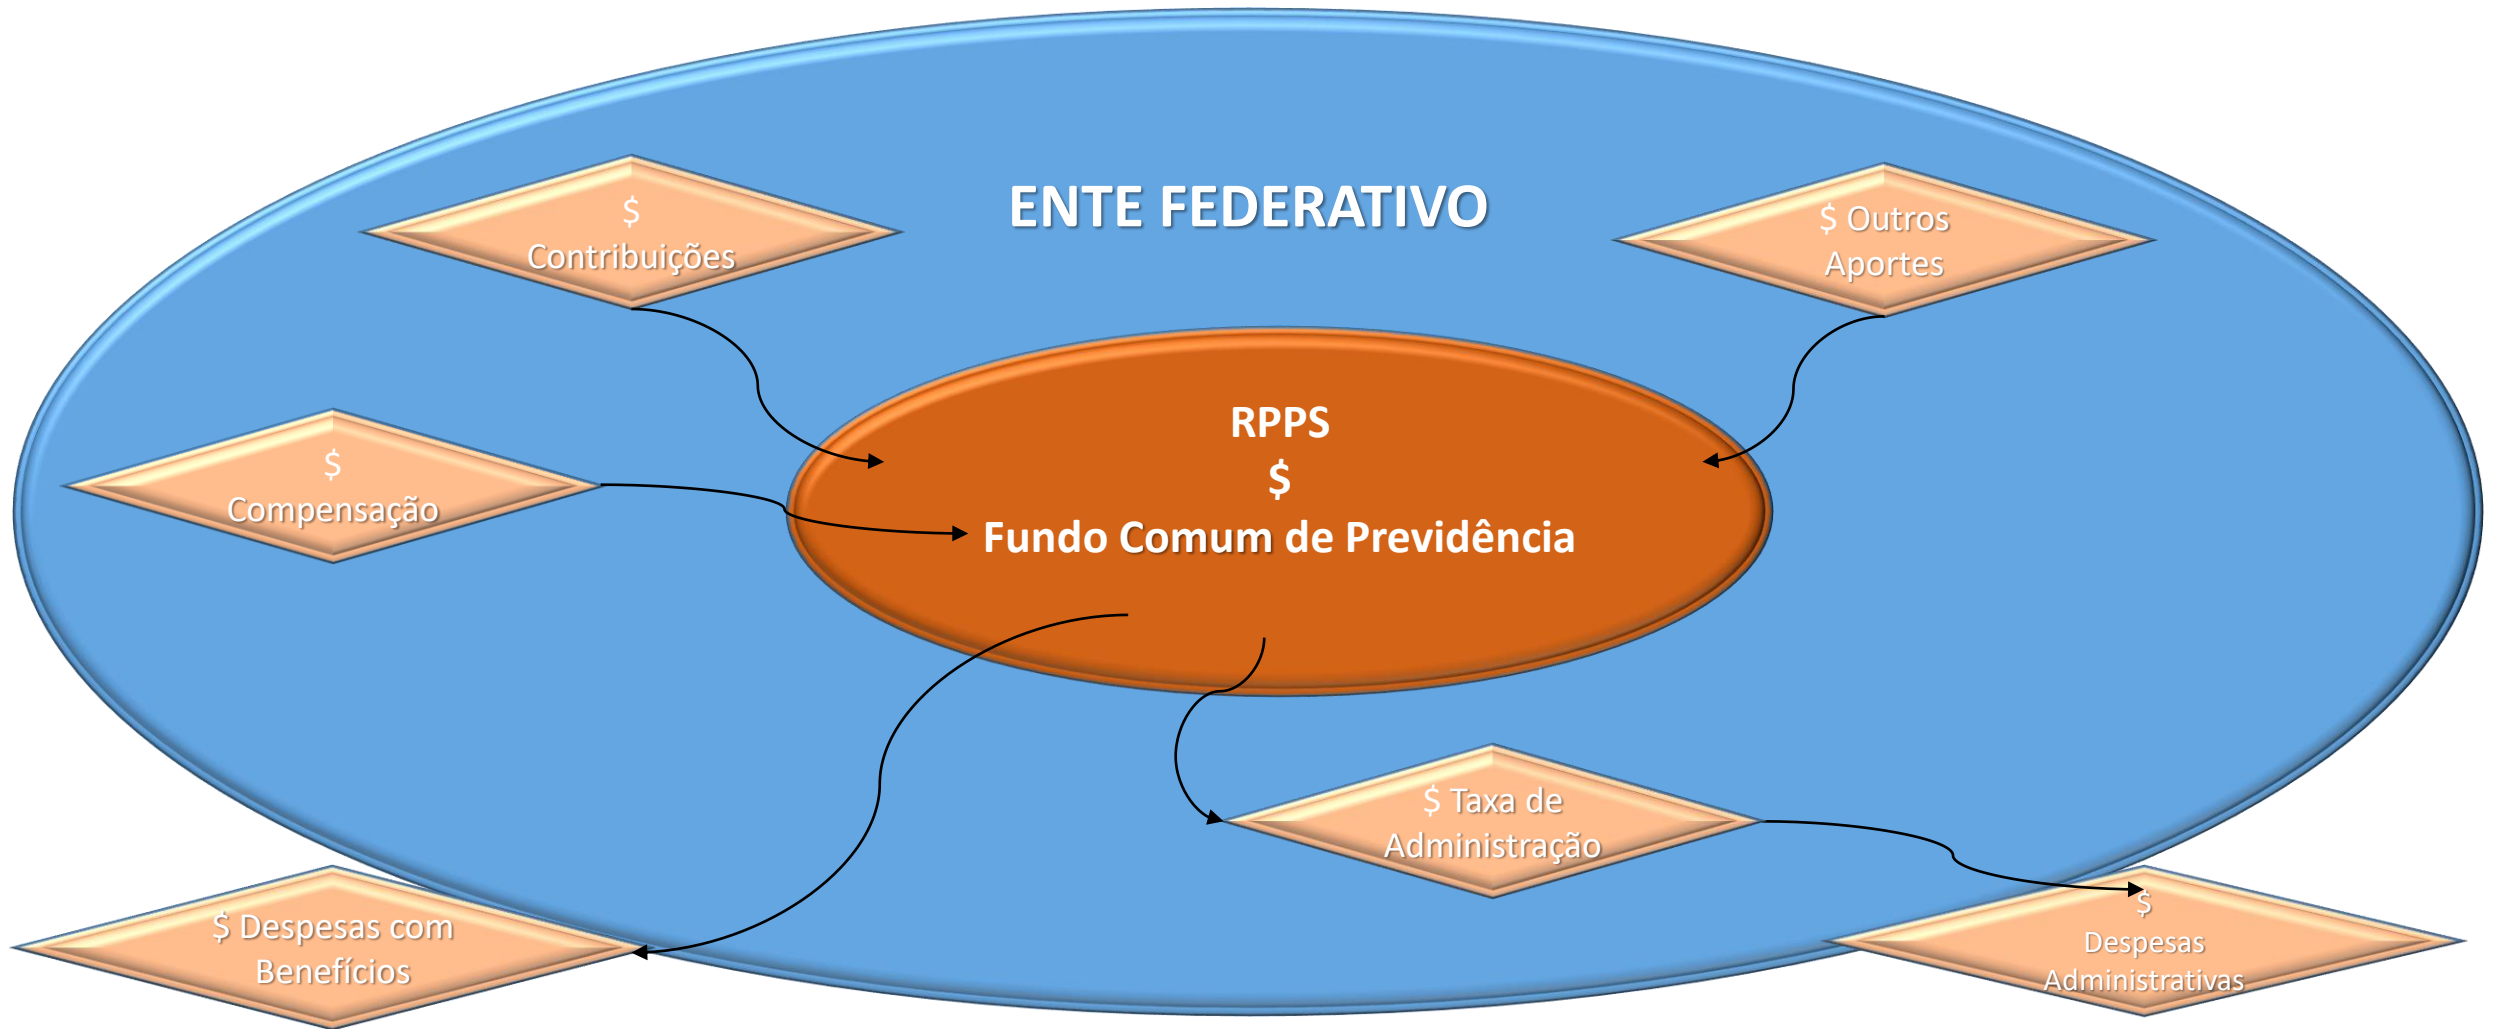 ENTE FEDERATIVO
$
Contribuições
$ Outros
Aportes
RPPS
$
Fundo Comum de Previdência
$
Compensação
$ Taxa de
Administração
$ Despesas com
Benefícios
$
Despesas
Administrativas